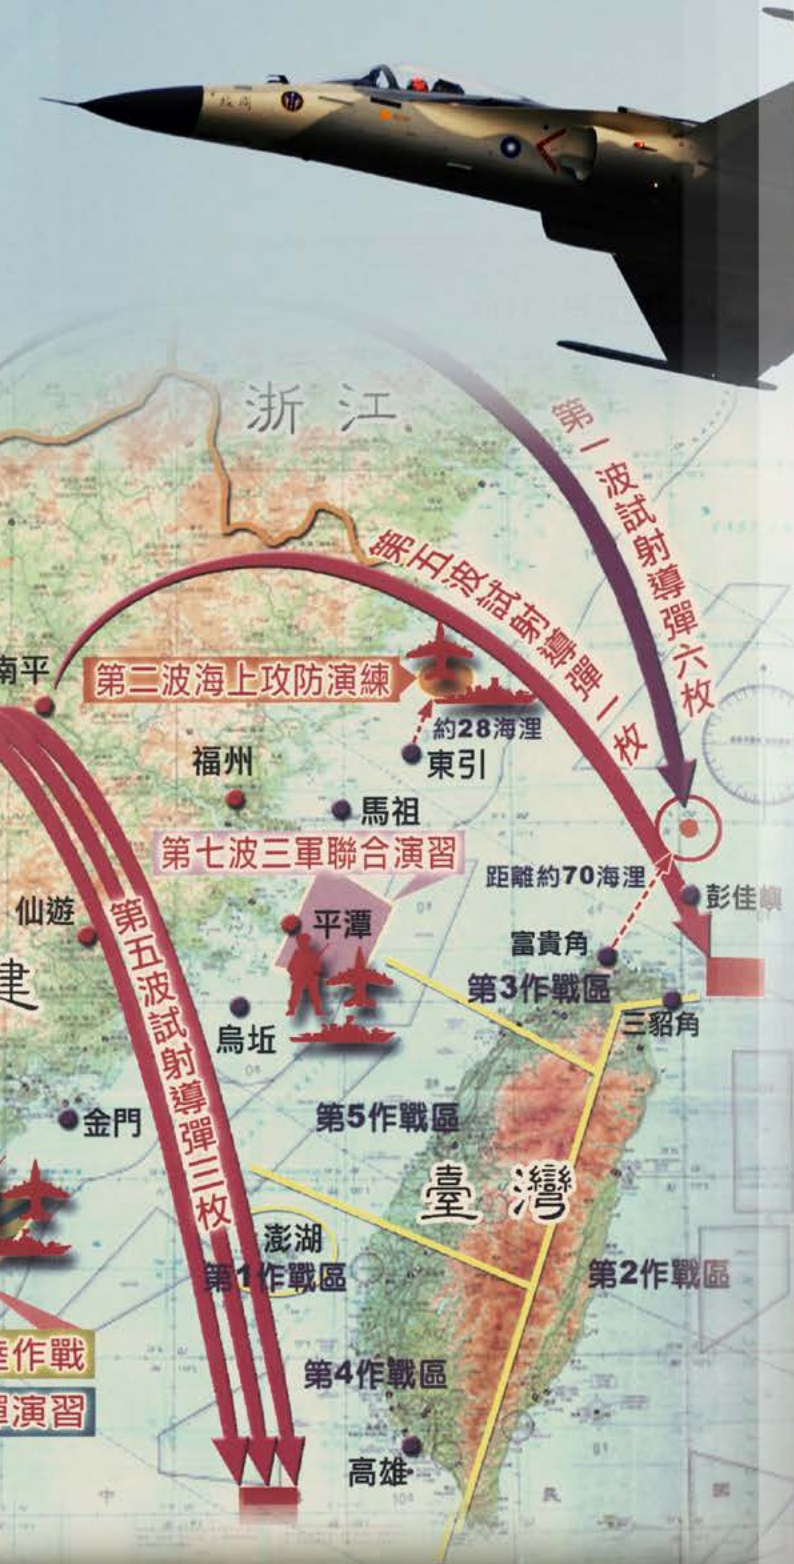 浙江
第一波試射導彈六枚
第五波試射導彈一枚
南平
第二波海上攻防演練
約28海浬
東引
福州
馬祖
第七波三軍聯合演習
距離約70海浬
彭佳嶼
仙遊
平潭
富貴角
第3作戰區
建
第五波試射導彈三枚
烏坵
三貂角
金門
第5作戰區
臺灣
澎湖
第1作戰區
第2作戰區
作戰
第4作戰區
演習
高雄
中
民
國